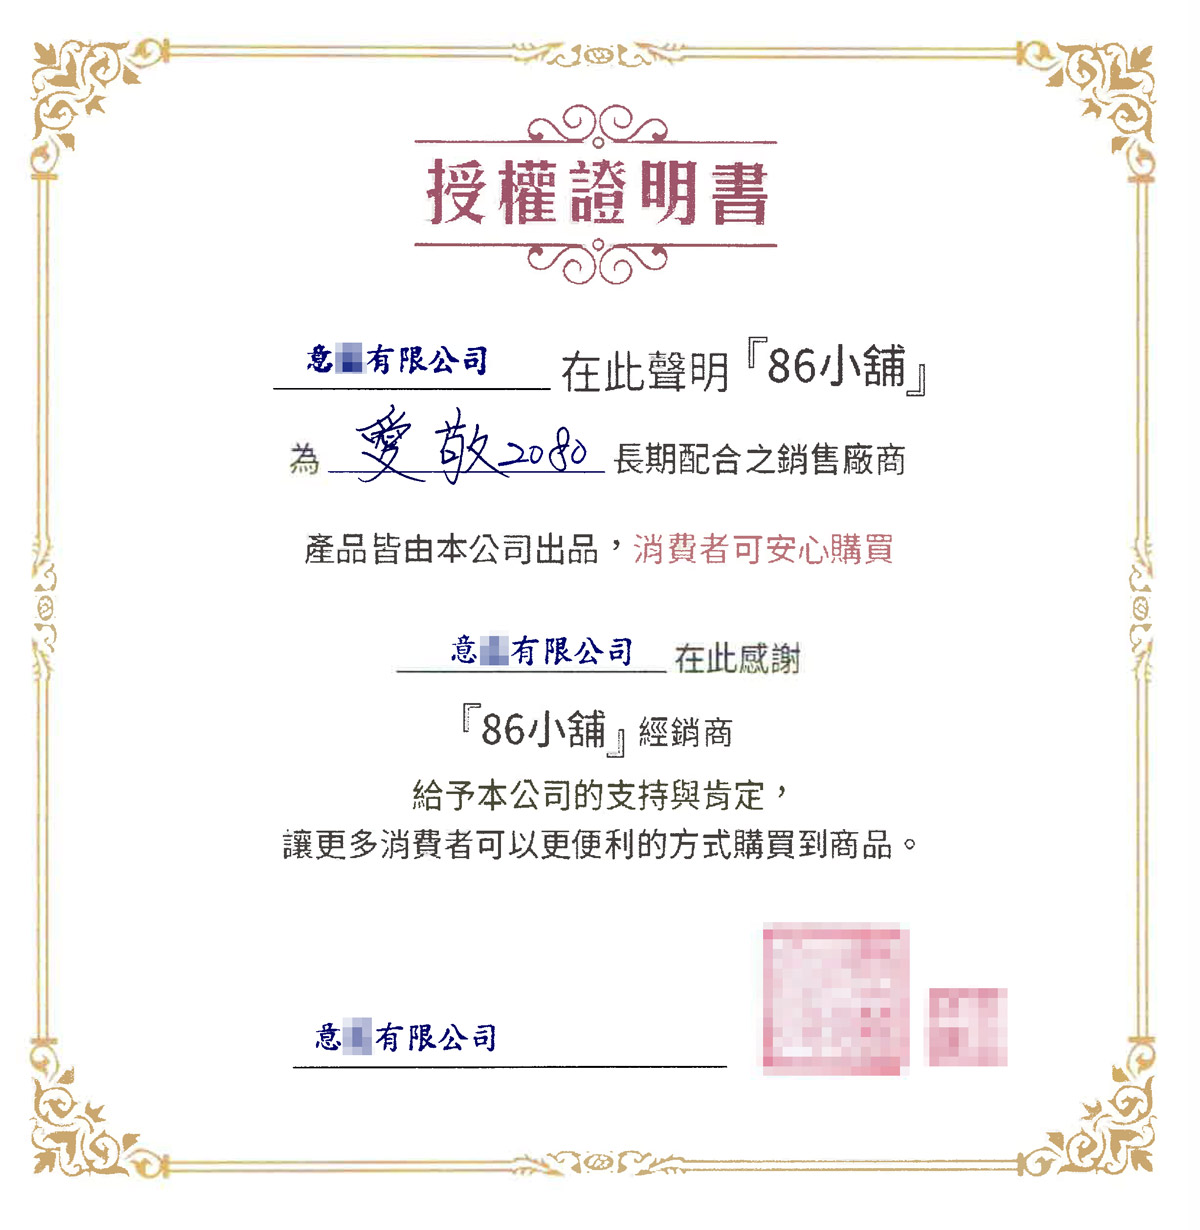 授權證明書
意有限公司 在此聲明『86小舖』
為 愛敬2080 長期配合之銷售廠商
產品皆由本公司出品，消費者可安心購買
意有限公司 在此感謝
『86小舖』經銷商
給予本公司的支持與肯定，
讓更多消費者可以更便利的方式購買到商品。
意有限公司